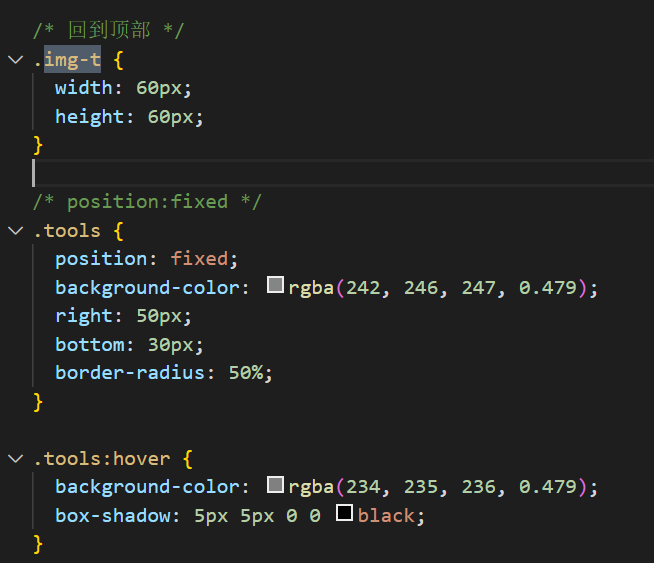 /* 回到顶部 */
.img-t {
width: 60px;
height: 60px;
}
/* position:fixed */
.tools {
position: fixed;
background-color: rgba(242, 246, 247, 0.479);
right: 50px;
bottom: 30px;
border-radius: 50%;
}
.tools:hover {
background-color: rgba(234, 235, 236, 0.479);
box-shadow: 5px 5px 0 0 black;
}